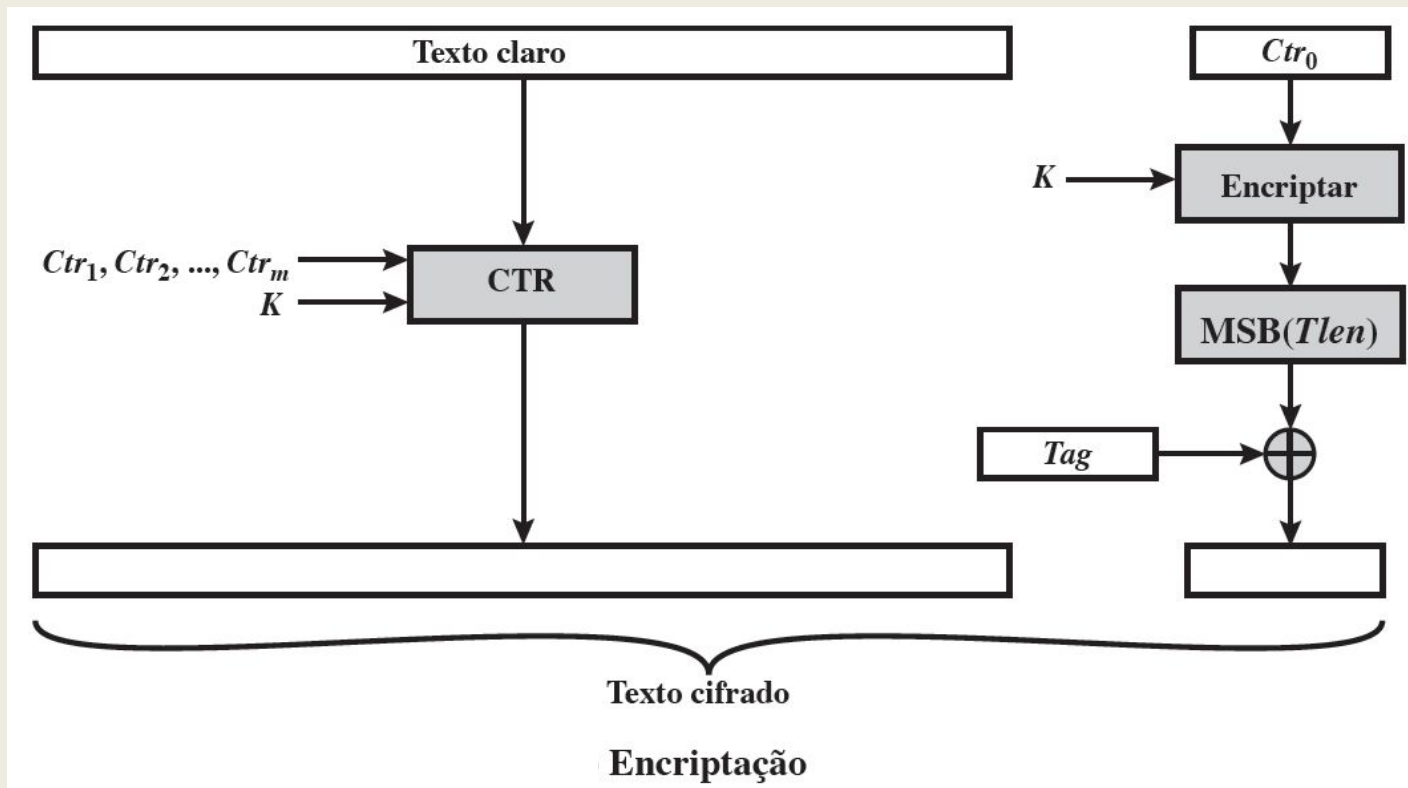 Texto claro
Ctr₀
K
Encriptar
Ctr₁, Ctr₂, ..., Ctrₘ
CTR
K
MSB(Tlen)
Tag
Texto cifrado
Encriptação